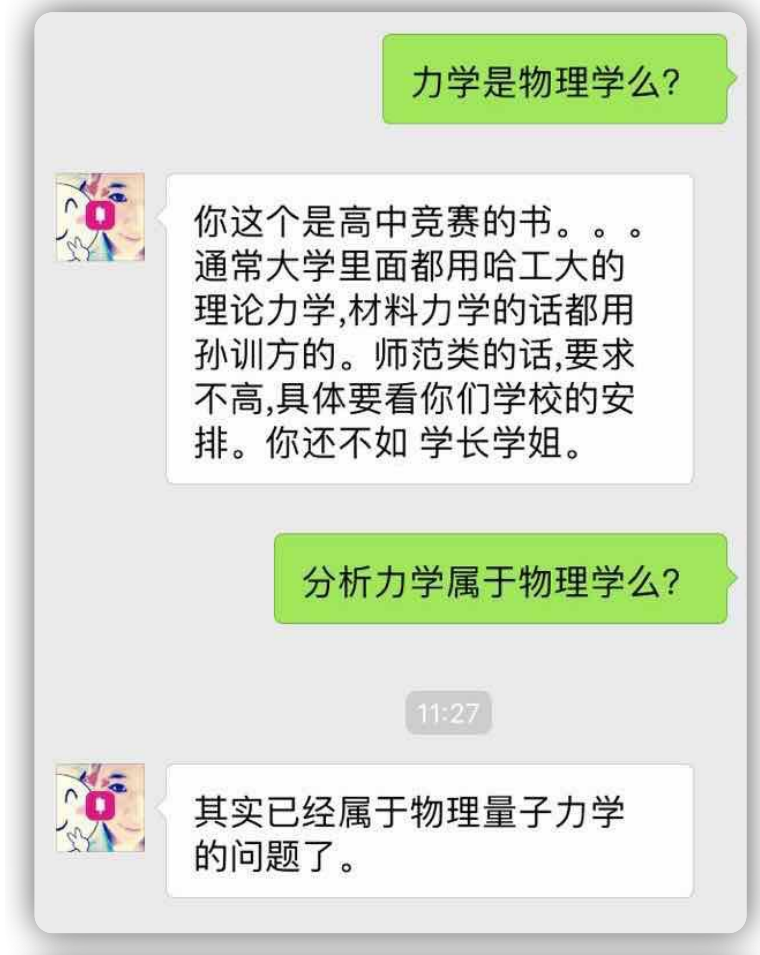 力学是物理学么?
你这个是高中竞赛的书。。。
通常大学里面都用哈工大的
理论力学,材料力学的话都用
孙训方的。师范类的话,要求
不高,具体要看你们学校的安
排。你还不如 学长学姐。
分析力学属于物理学么?
11:27
其实已经属于物理量子力学
的问题了。